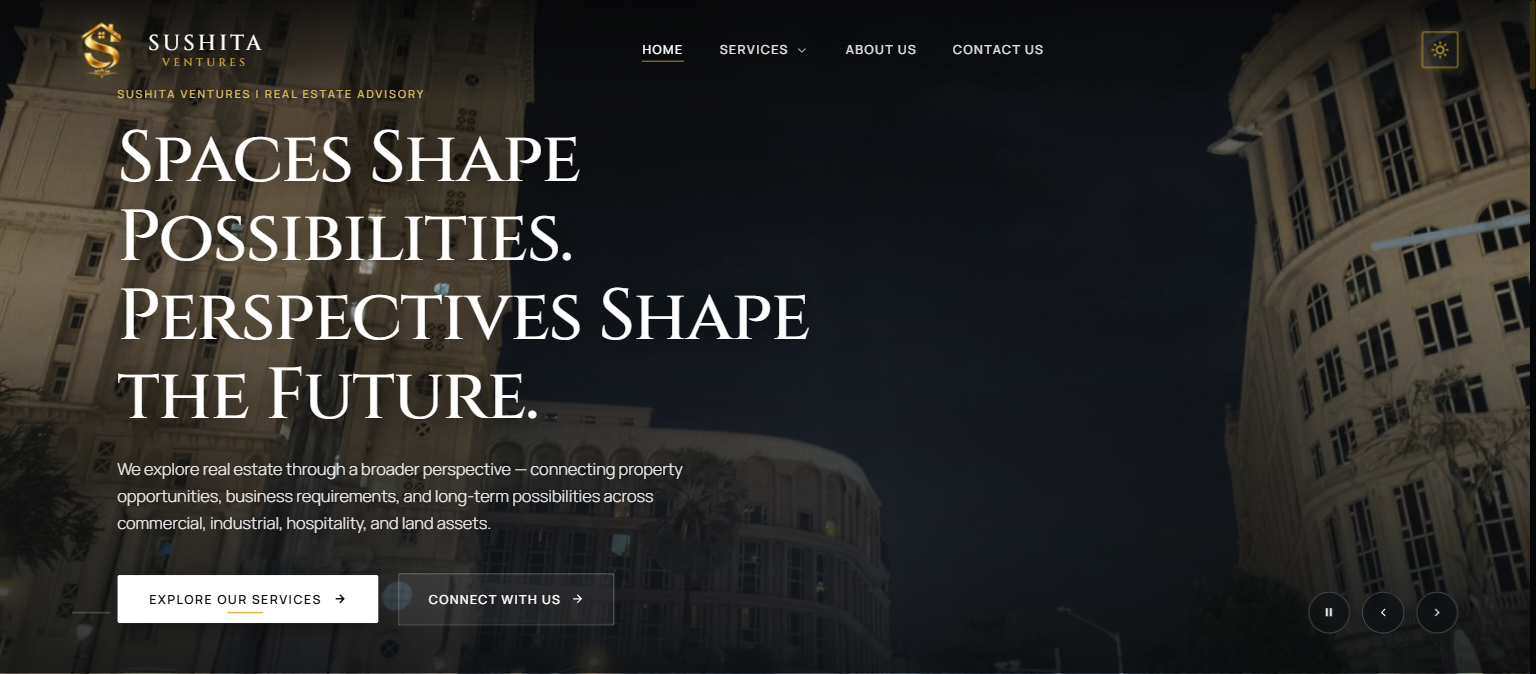 SUSHITA
VENTURES
HOME SERVICES ABOUT US CONTACT US
SUSHITA VENTURES | REAL ESTATE ADVISORY
Spaces Shape
Possibilities.
Perspectives Shape
the Future.
We explore real estate through a broader perspective — connecting property
opportunities, business requirements, and long-term possibilities across
commercial, industrial, hospitality, and land assets.
EXPLORE OUR SERVICES → CONNECT WITH US →